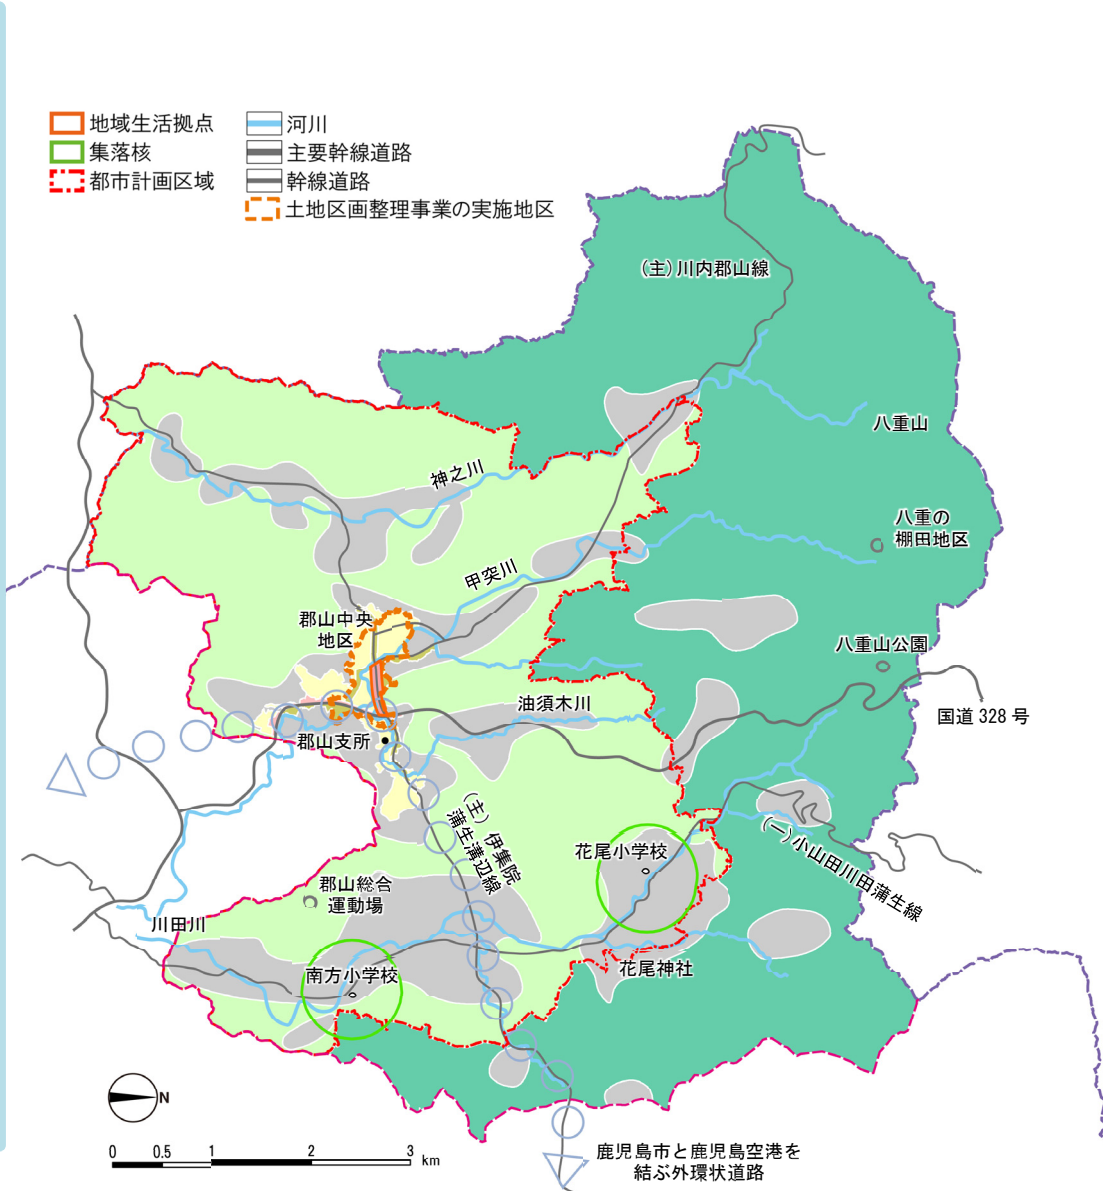 地域生活拠点
集落核
都市計画区域
河川
主要幹線道路
幹線道路
土地区画整理事業の実施地区
(主)川内郡山線
八重山
神之川
八重の
棚田地区
甲突川
郡山中央
地区
八重山公園
油須木川
国道 328 号
郡山支所
(主)伊集院
蒲生溝辺線
(一)小山田川田蒲生線
花尾小学校
郡山総合
運動場
川田川
南方小学校
花尾神社
N
0 0.5 1 2 3 km
鹿児島市と鹿児島空港を
結ぶ外環状道路